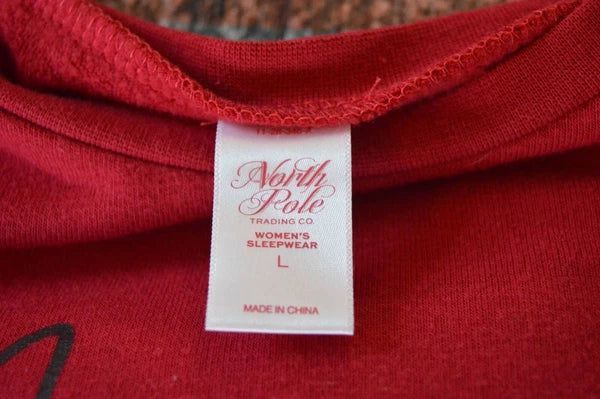 North
Pole
TRADING CO.
WOMEN'S
SLEEPWEAR
L
MADE IN CHINA